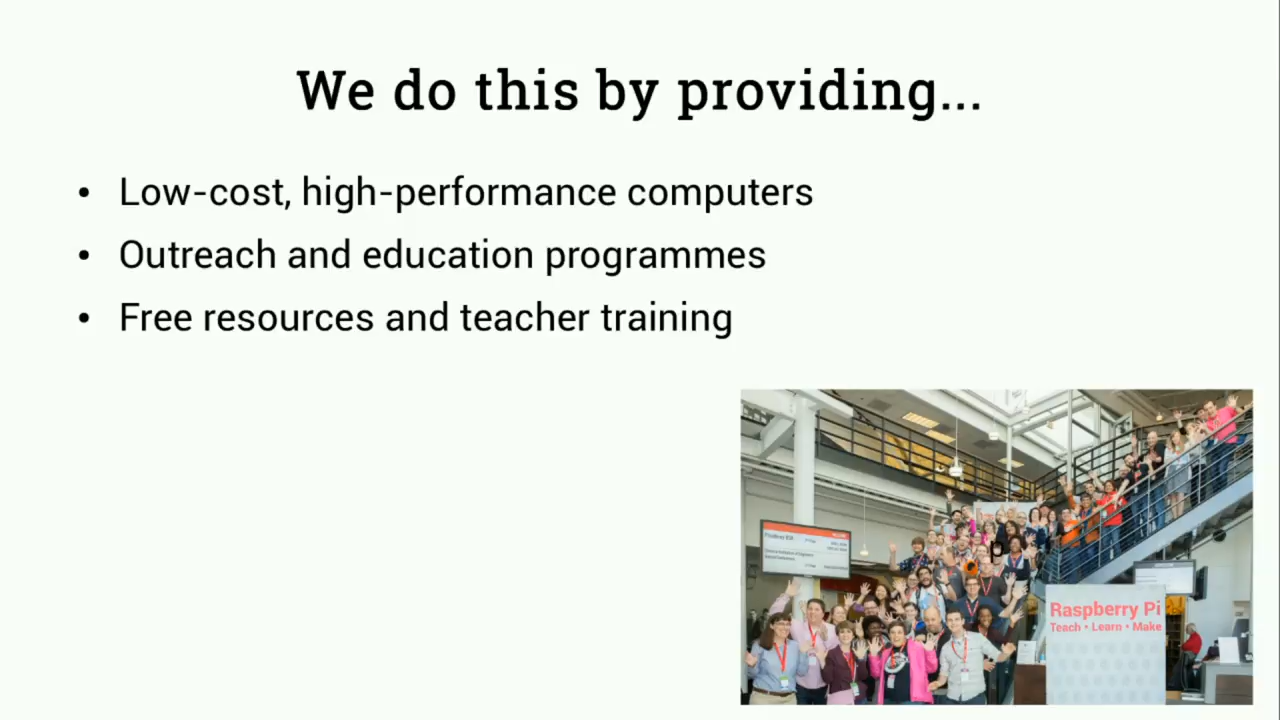 We do this by providing...
• Low-cost, high-performance computers
• Outreach and education programmes
• Free resources and teacher training
Raspberry Pi
Teach • Learn • Make